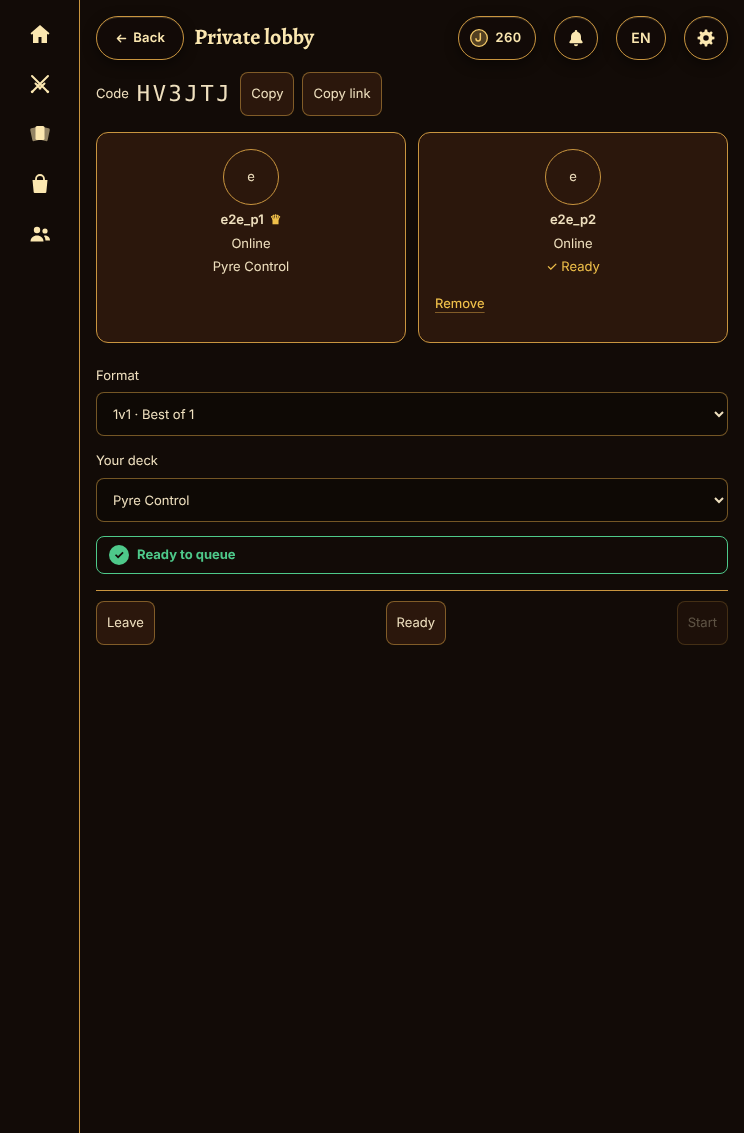 ← Back
Private lobby
J 260
EN
Code HV3JTJ Copy Copy link
e
e2e_p1
Online
Pyre Control
e
e2e_p2
Online
✓ Ready
Remove
Format
1v1 · Best of 1
Your deck
Pyre Control
Ready to queue
Leave
Ready
Start